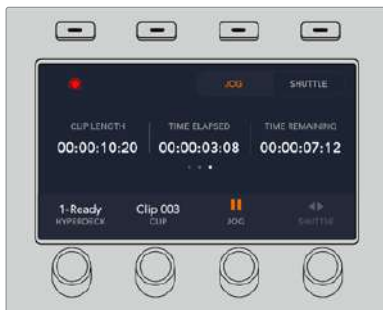 JOG SHUTTLE
CLIP LENGTH TIME ELAPSED TIME REMAINING
00:00:10:20 00:00:03:08 00:00:07:12
1-Ready Clip 003
HYPERDECK CLIP JOG SHUTTLE